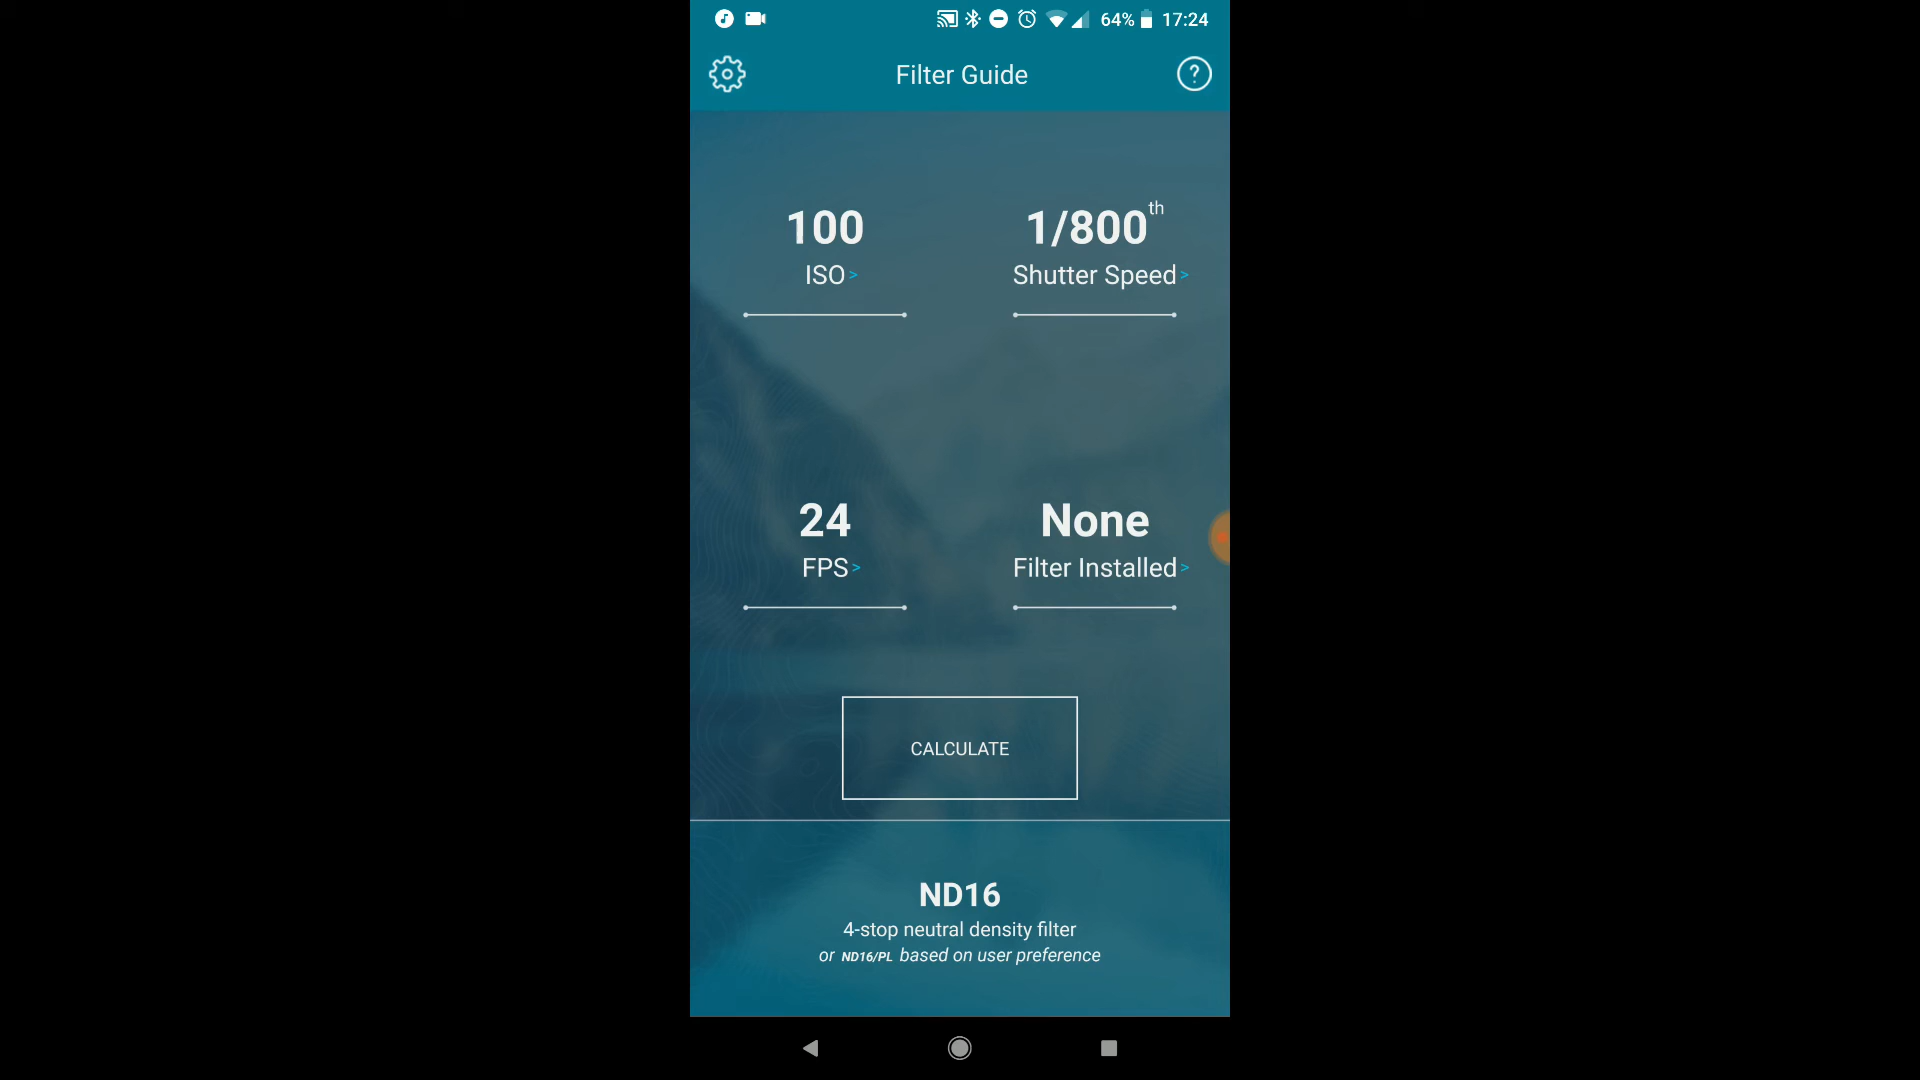 64% 17:24
Filter Guide ?
100
ISO >
1/800th
Shutter Speed >
24
FPS >
None
Filter Installed >
CALCULATE
ND16
4-stop neutral density filter
or ND16/PL based on user preference